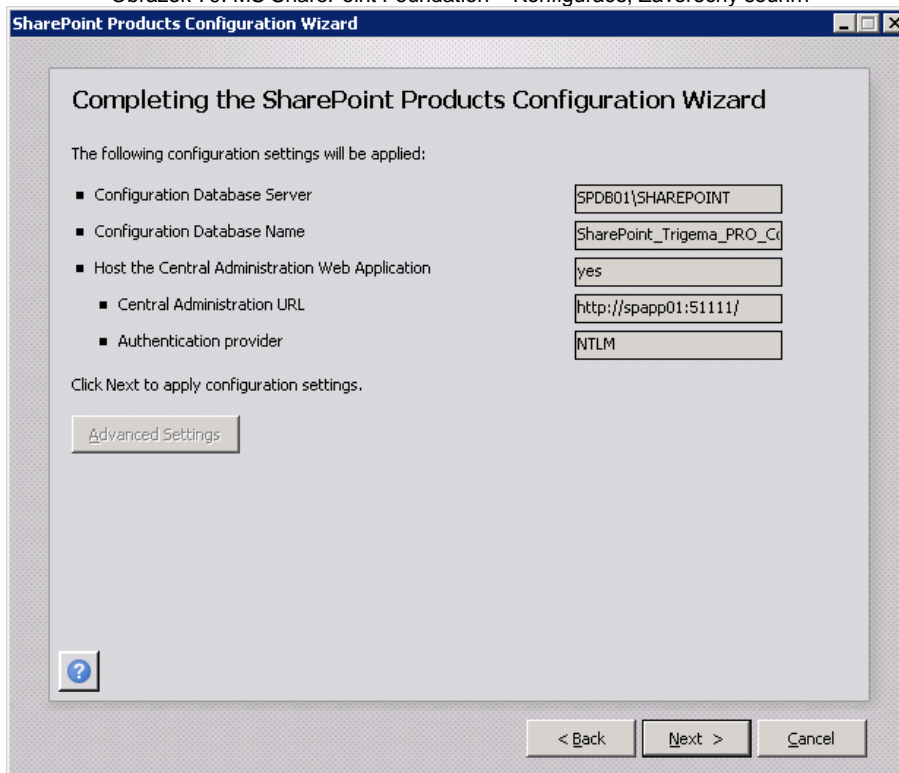 SharePoint Products Configuration Wizard
Completing the SharePoint Products Configuration Wizard
The following configuration settings will be applied:
Configuration Database Server SPDB01\SHAREPOINT
Configuration Database Name SharePoint_Trigema_PRO_Co
Host the Central Administration Web Application yes
Central Administration URL http://spapp01:51111/
Authentication provider NTLM
Click Next to apply configuration settings.
Advanced Settings
?
< Back Next > Cancel